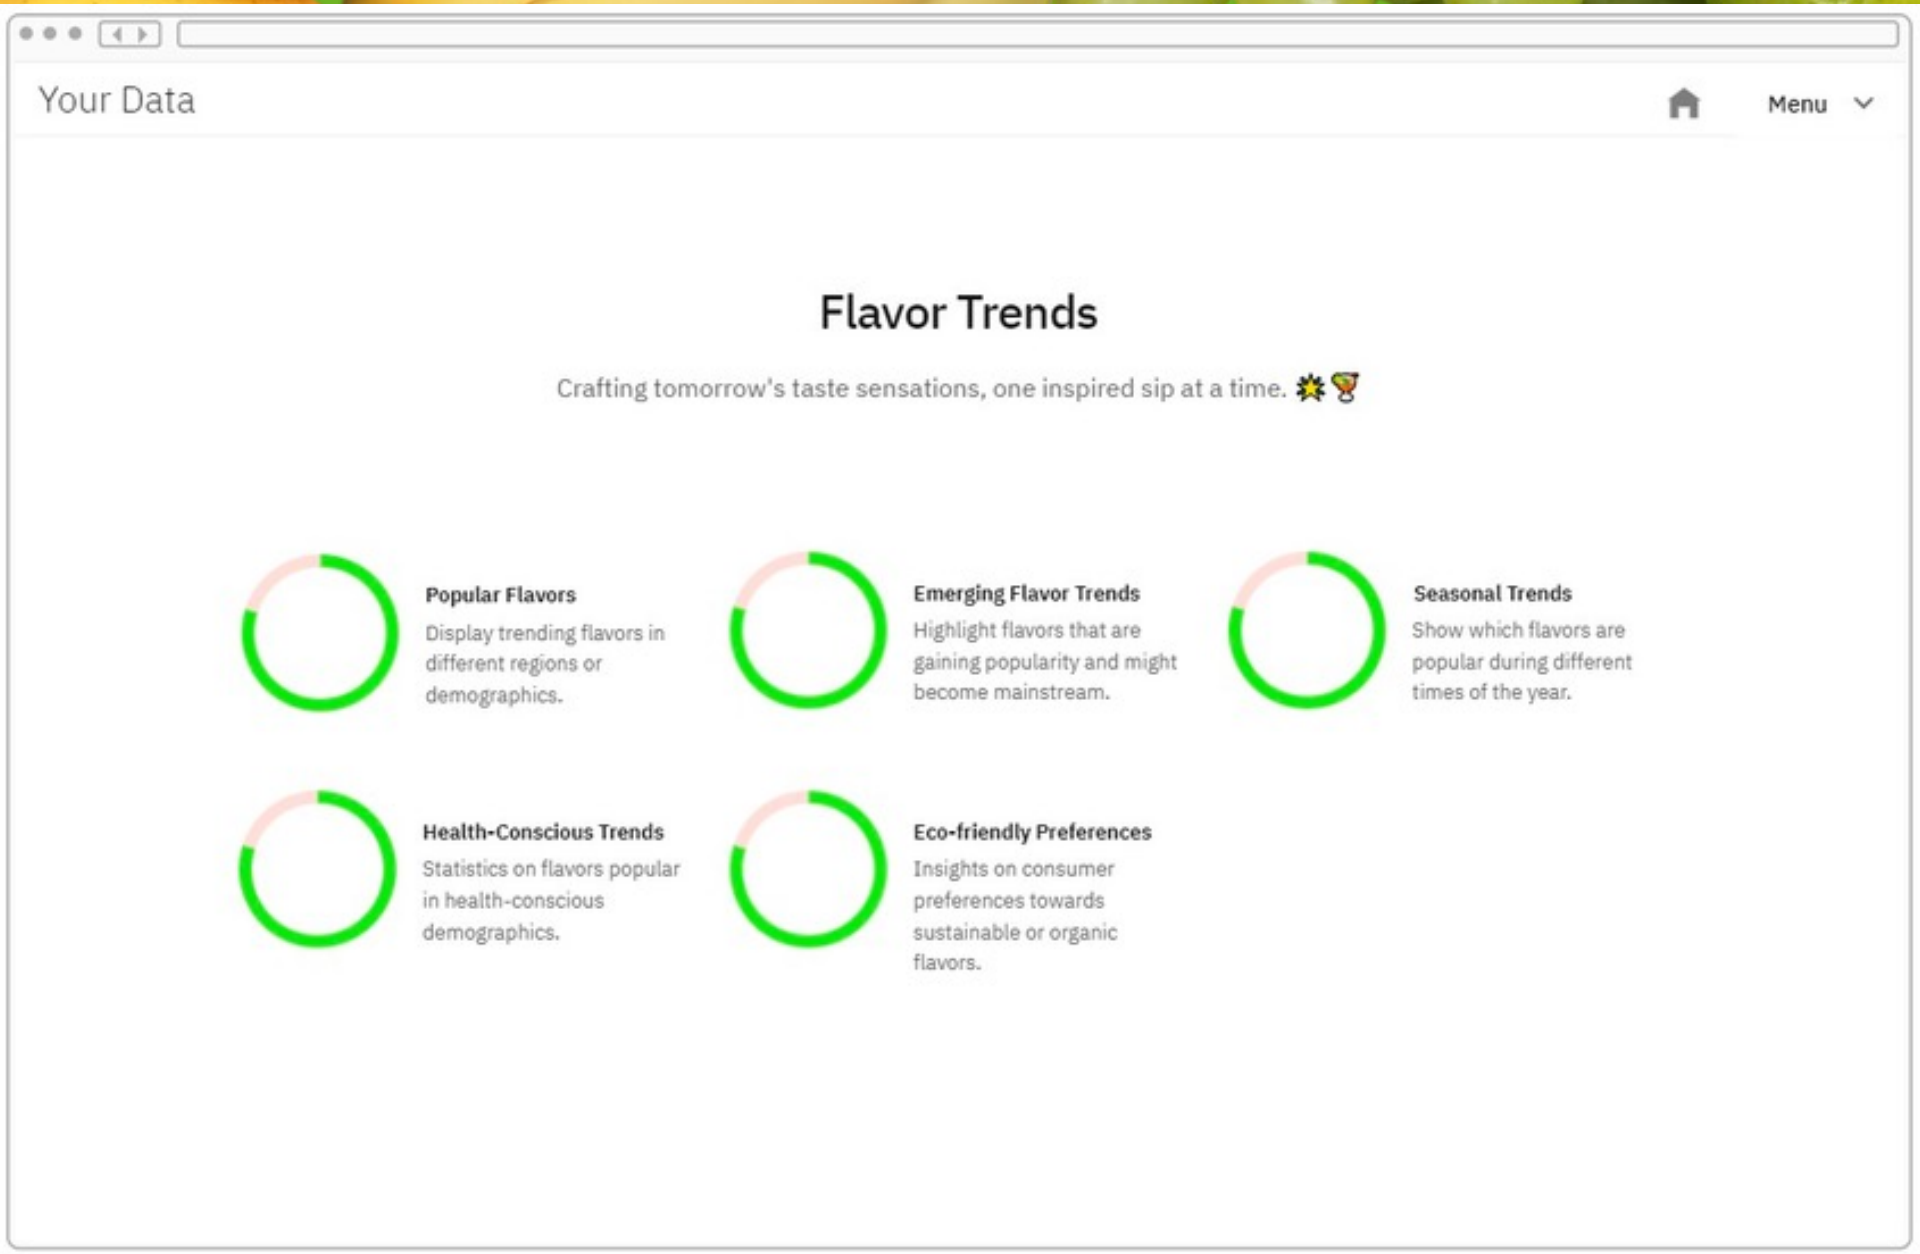 Your Data
Menu
Flavor Trends
Crafting tomorrow's taste sensations, one inspired sip at a time. 🌟🍹
Popular Flavors
Display trending flavors in
different regions or
demographics.
Emerging Flavor Trends
Highlight flavors that are
gaining popularity and might
become mainstream.
Seasonal Trends
Show which flavors are
popular during different
times of the year.
Health-Conscious Trends
Statistics on flavors popular
in health-conscious
demographics.
Eco-friendly Preferences
Insights on consumer
preferences towards
sustainable or organic
flavors.